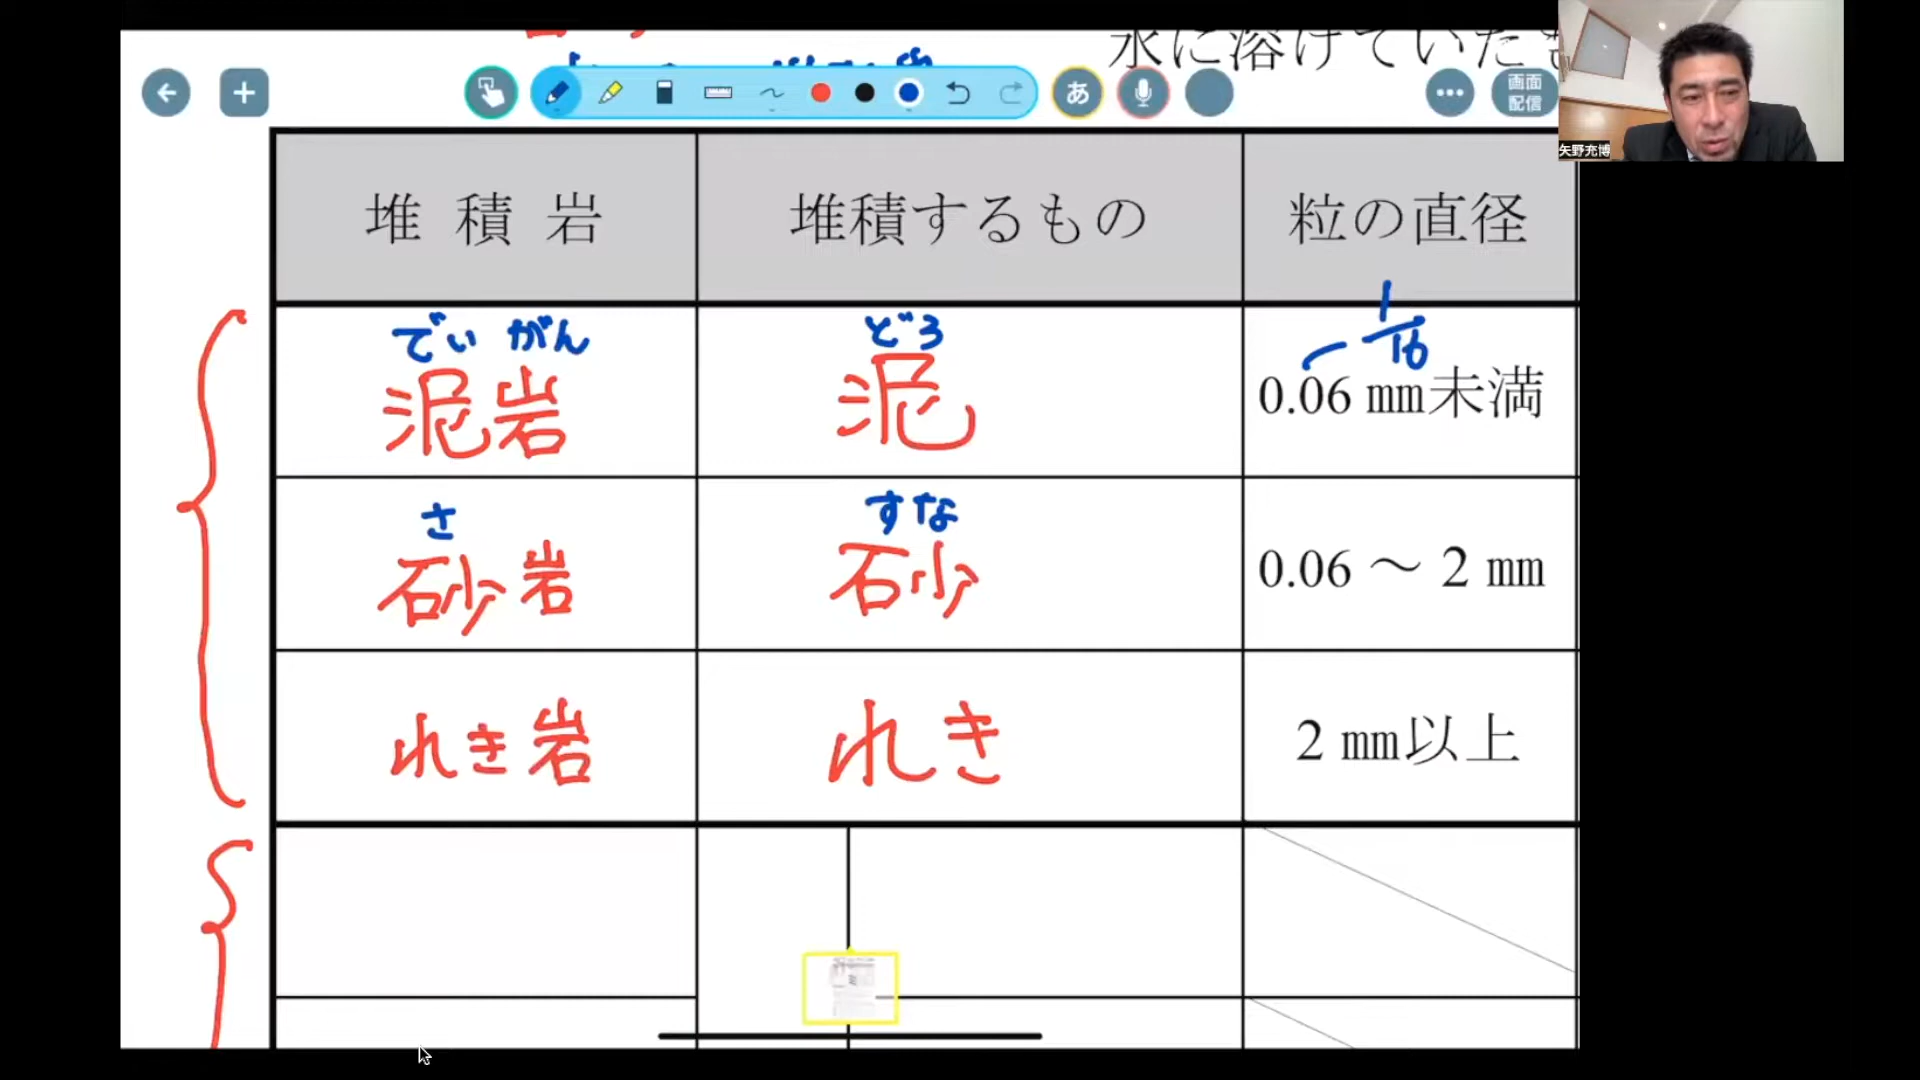 水に溶けていた
あ
画面
配信
矢野充博
堆積岩
堆積するもの
粒の直径
でいがん
どろ
1/16
泥岩
泥
0.06 mm未満
さ
すな
砂岩
砂
0.06 ～ 2 mm
れき岩
れき
2 mm以上